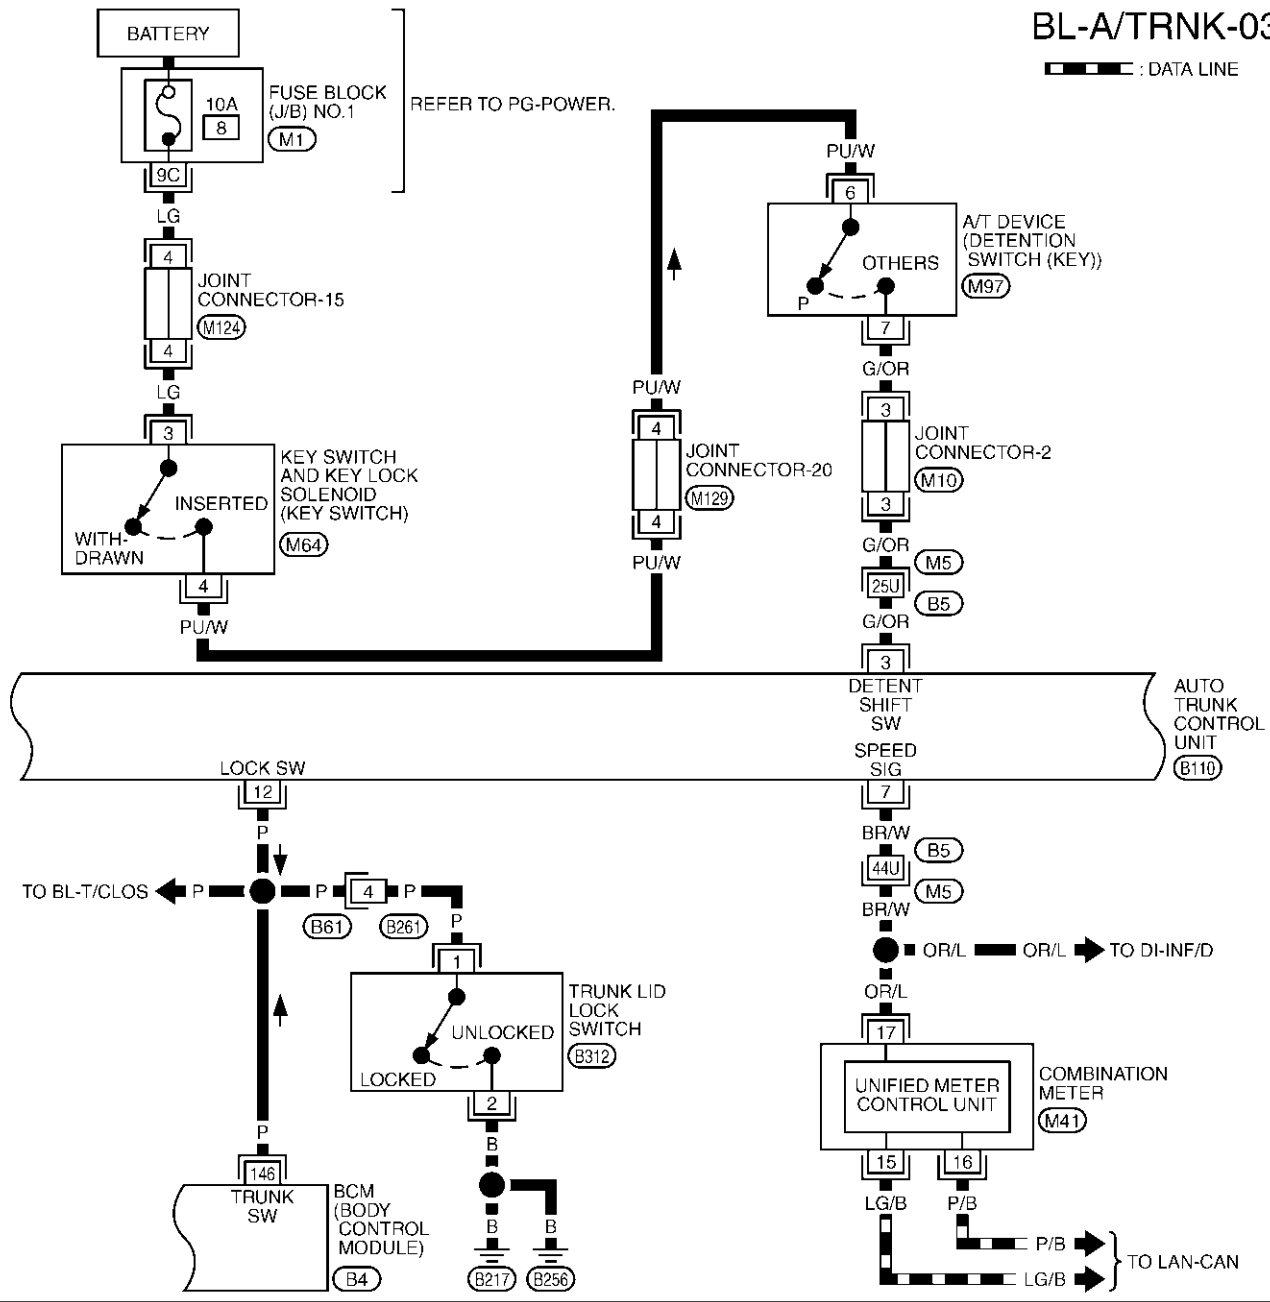 BL-A/TRNK-03
: DATA LINE
BATTERY
10A
8
FUSE BLOCK
(J/B) NO.1
M1
REFER TO PG-POWER.
9C
LG
4
JOINT
CONNECTOR-15
M124
4
LG
3
KEY SWITCH
AND KEY LOCK
SOLENOID
(KEY SWITCH)
M64
INSERTED
WITH-
DRAWN
4
PU/W
PU/W
4
JOINT
CONNECTOR-20
M129
4
PU/W
PU/W
6
A/T DEVICE
(DETENTION
SWITCH (KEY))
M97
OTHERS
P
7
G/OR
3
JOINT
CONNECTOR-2
M10
3
G/OR
M5
25U
B5
G/OR
3
DETENT
SHIFT
SW
AUTO
TRUNK
CONTROL
UNIT
B110
SPEED
SIG
LOCK SW
12
7
P
BR/W
B5
44U
M5
BR/W
TO BL-T/CLOS
P
P
4
P
B61
B261
P
OR/L
OR/L
TO DI-INF/D
OR/L
1
TRUNK LID
LOCK
SWITCH
B312
UNLOCKED
LOCKED
2
B
B
B
B217
B256
17
UNIFIED METER
CONTROL UNIT
COMBINATION
METER
M41
15
16
LG/B
P/B
P/B
LG/B
TO LAN-CAN
P
146
TRUNK
SW
BCM
(BODY
CONTROL
MODULE)
B4